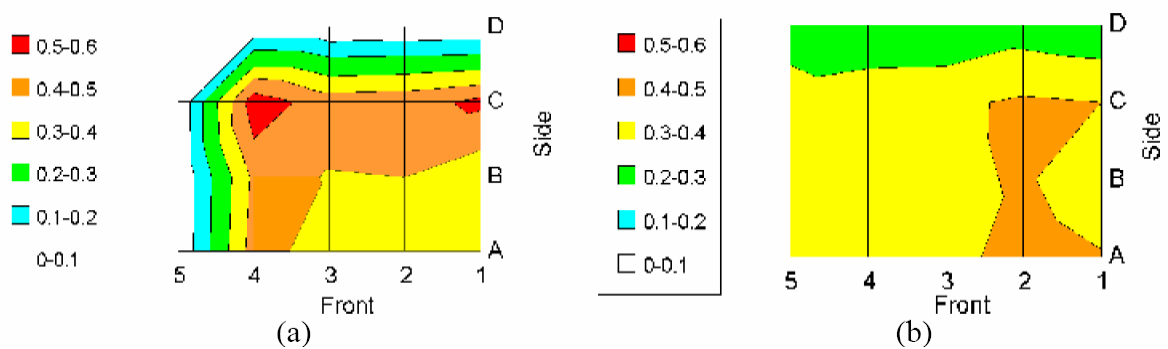 0.5-0.6
0.4-0.5
0.3-0.4
0.2-0.3
0.1-0.2
0-0.1
D
C
B
A
Side
5 4 3 2 1
Front
(a)
0.5-0.6
0.4-0.5
0.3-0.4
0.2-0.3
0.1-0.2
0-0.1
D
C
B
A
Side
5 4 3 2 1
Front
(b)